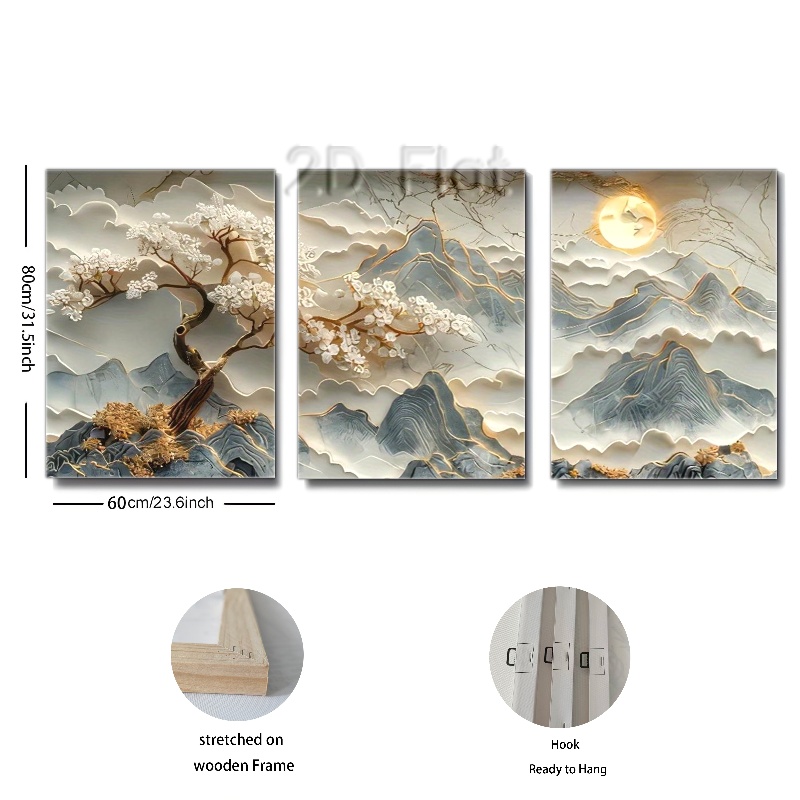 2D Flat
80cm/31.5inch
60cm/23.6inch
stretched on
wooden Frame
Hook
Ready to Hang